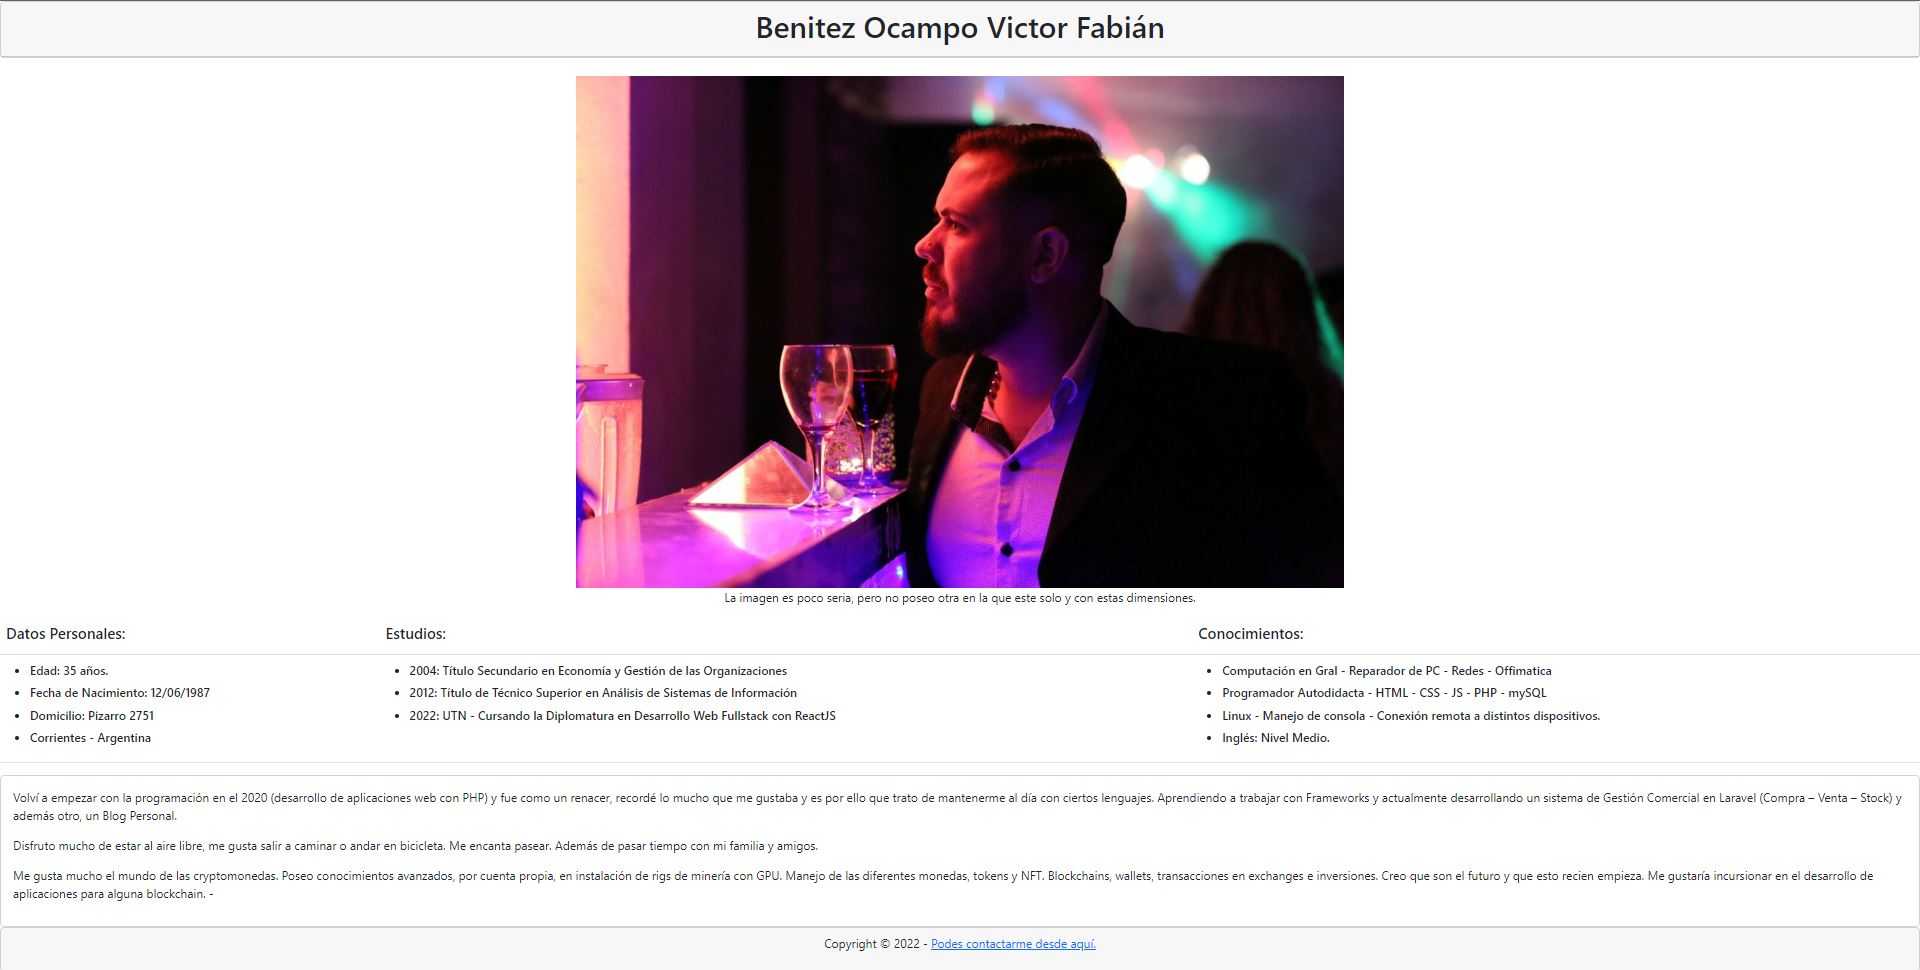 Benitez Ocampo Victor Fabián
La imagen es poco seria, pero no poseo otra en la que este solo y con estas dimensiones.
Datos Personales:
Edad: 35 años.
Fecha de Nacimiento: 12/06/1987
Domicilio: Pizarro 2751
Corrientes - Argentina
Estudios:
2004: Título Secundario en Economía y Gestión de las Organizaciones
2012: Título de Técnico Superior en Análisis de Sistemas de Información
2022: UTN - Cursando la Diplomatura en Desarrollo Web Fullstack con ReactJS
Conocimientos:
Computación en Gral - Reparador de PC - Redes - Offimatica
Programador Autodidacta - HTML - CSS - JS - PHP - mySQL
Linux - Manejo de consola - Conexión remota a distintos dispositivos.
Inglés: Nivel Medio.
Volví a empezar con la programación en el 2020 (desarrollo de aplicaciones web con PHP) y fue como un renacer, recordé lo mucho que me gustaba y es por ello que trato de mantenerme al día con ciertos lenguajes. Aprendiendo a trabajar con Frameworks y actualmente desarrollando un sistema de Gestión Comercial en Laravel (Compra – Venta – Stock) y
además otro, un Blog Personal.
Disfruto mucho de estar al aire libre, me gusta salir a caminar o andar en bicicleta. Me encanta pasear. Además de pasar tiempo con mi familia y amigos.
Me gusta mucho el mundo de las cryptomonedas. Poseo conocimientos avanzados, por cuenta propia, en instalación de rigs de minería con GPU. Manejo de las diferentes monedas, tokens y NFT. Blockchains, wallets, transacciones en exchanges e inversiones. Creo que son el futuro y que esto recien empieza. Me gustaría incursionar en el desarrollo de
aplicaciones para alguna blockchain. -
Copyright © 2022 - Podes contactarme desde aquí.